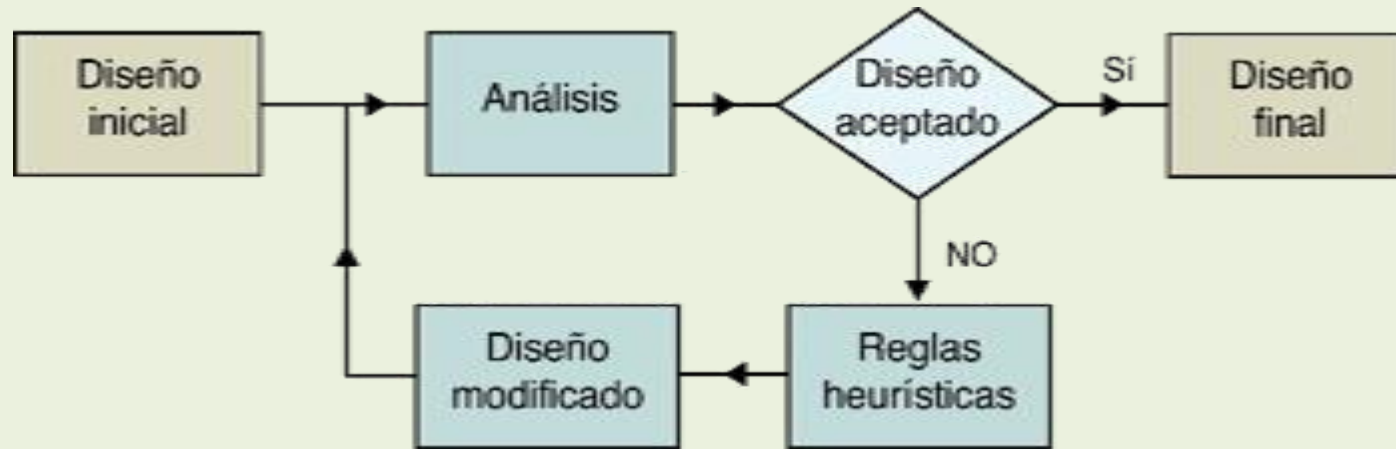 Diseño
inicial
Análisis
Diseño
aceptado
Sí
Diseño
final
NO
Diseño
modificado
Reglas
heurísticas